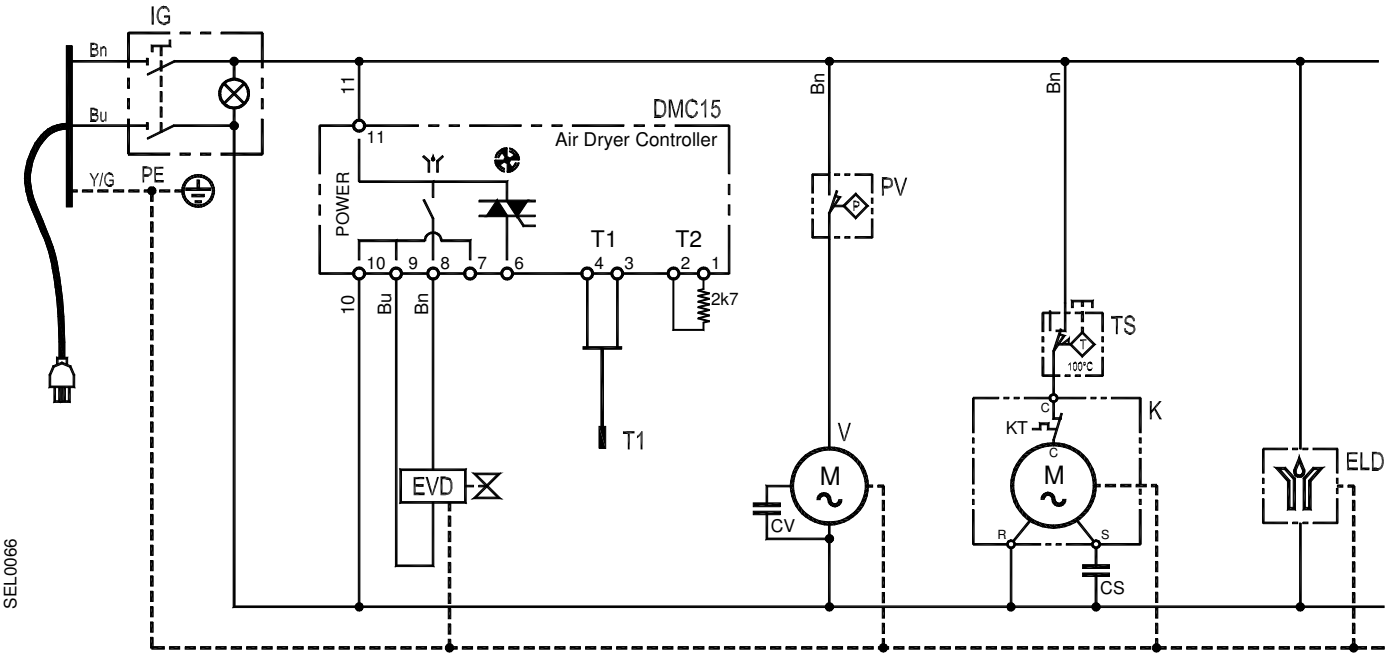 IG
Bn
Bu
Y/G
PE
11
DMC15
11
Air Dryer Controller
POWER
T1
T2
10
9
8
7
6
4
3
2
1
10
Bu
Bn
2k7
T1
EVD
Bn
PV
P
V
M
CV
Bn
TS
T
100°C
C
K
KT
C
M
R
S
CS
ELD
SEL0066